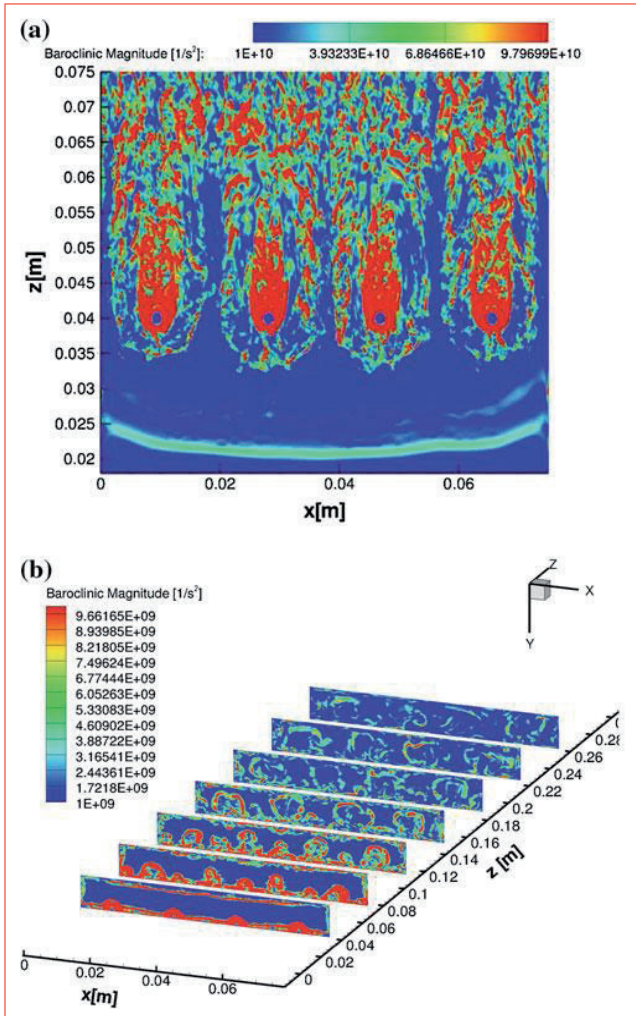 (a)
Baroclinic Magnitude [1/s²]: 1E+10 3.93233E+10 6.86466E+10 9.79699E+10
0.075
0.07
0.065
0.06
0.055
0.05
0.045
0.04
0.035
0.03
0.025
0.02
z[m]
0 0.02 0.04 0.06
x[m]
(b)
Baroclinic Magnitude [1/s²]
9.66165E+09
8.93985E+09
8.21805E+09
7.49624E+09
6.77444E+09
6.05263E+09
5.33083E+09
4.60902E+09
3.88722E+09
3.16541E+09
2.44361E+09
1.7218E+09
1E+09
Z
X
Y
0.28
0.26
0.24
0.22
0.2
0.18
0.16
0.14
0.12
0.1
0.08
0.06
0.04
0.02
0
z [m]
0 0.02 0.04 0.06
x[m]